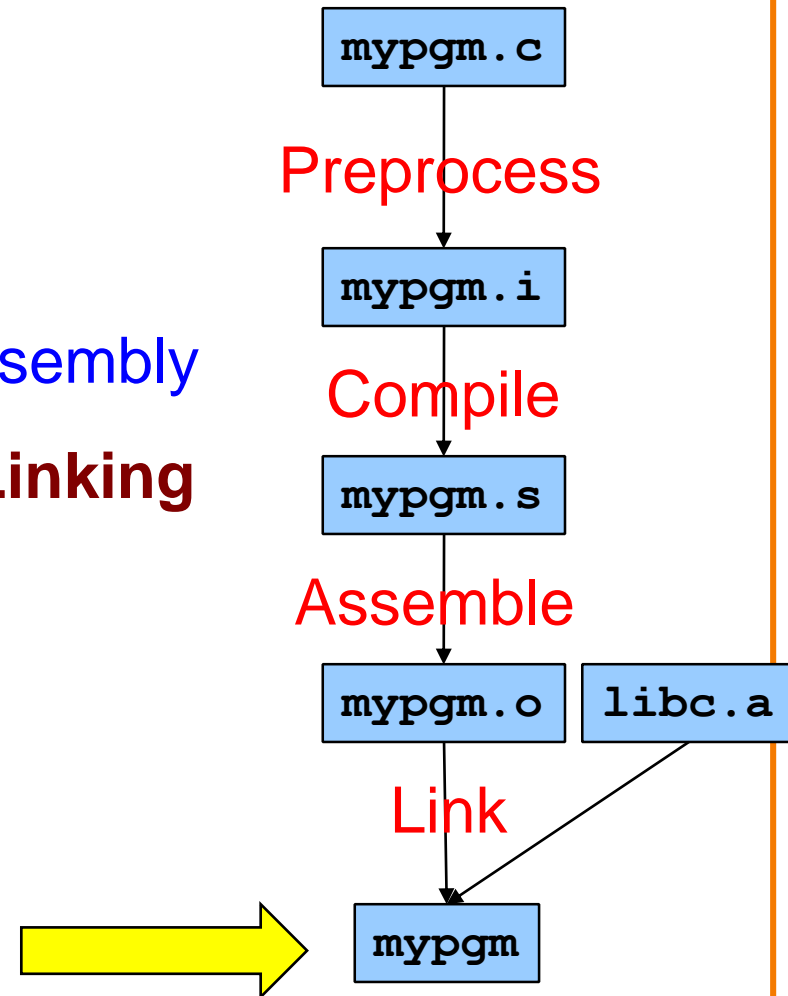 mypgm.c
Preprocess
mypgm.i
sembly
Compile
Linking
mypgm.s
Assemble
mypgm.o libc.a
Link
mypgm